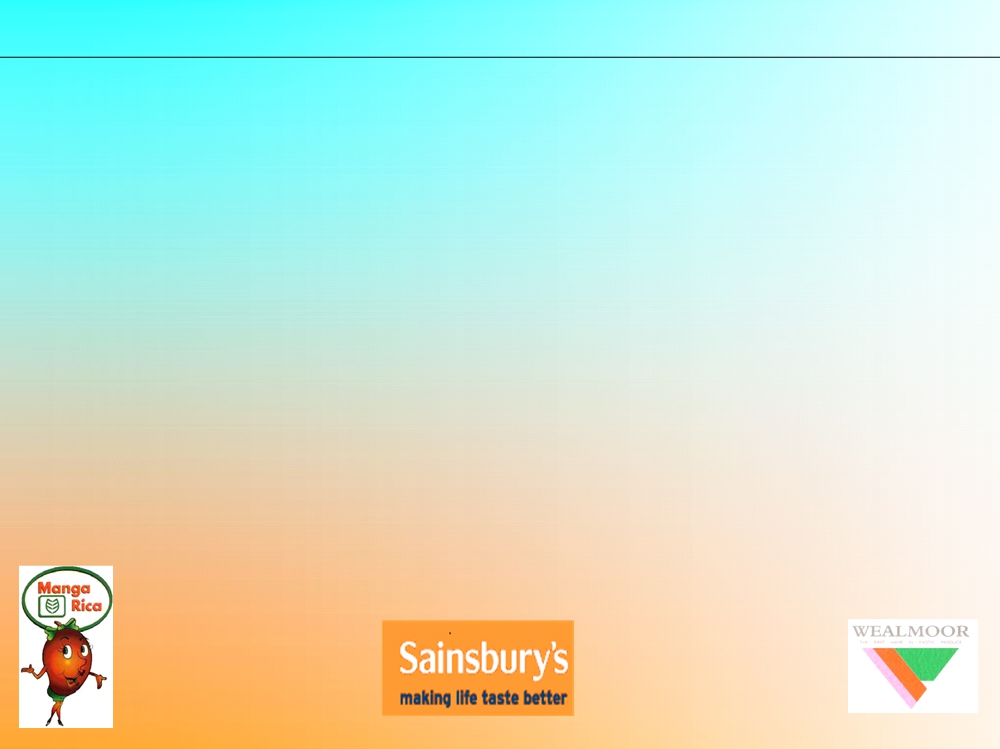 Manga
Rica
Sainsbury's
making life taste better
WEALMOOR